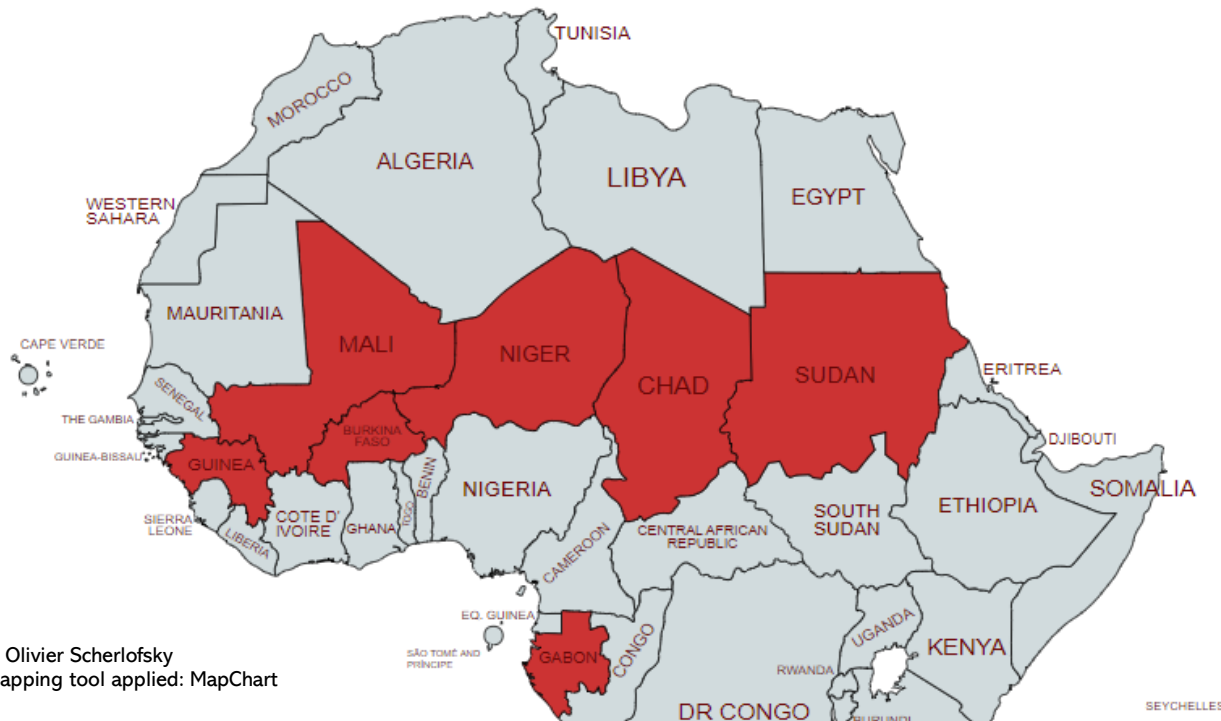 TUNISIA
MOROCCO
ALGERIA
LIBYA
EGYPT
WESTERN
SAHARA
MAURITANIA
MALI
NIGER
CHAD
SUDAN
CAPE VERDE
ERITREA
SENEGAL
THE GAMBIA
BURKINA
FASO
DJIBOUTI
GUINEA-BISSAU
GUINEA
BENIN
NIGERIA
SOMALIA
ETHIOPIA
SIERRA
LEONE
COTE D'
IVOIRE
GHANA
TOGO
SOUTH
SUDAN
LIBERIA
CENTRAL AFRICAN
REPUBLIC
CAMEROON
EQ. GUINEA
UGANDA
KENYA
SÃO TOMÉ AND
PRÍNCIPE
GABON
CONGO
RWANDA
Olivier Scherlofsky
apping tool applied: MapChart
DR CONGO
BURUNDI
SEYCHELLES